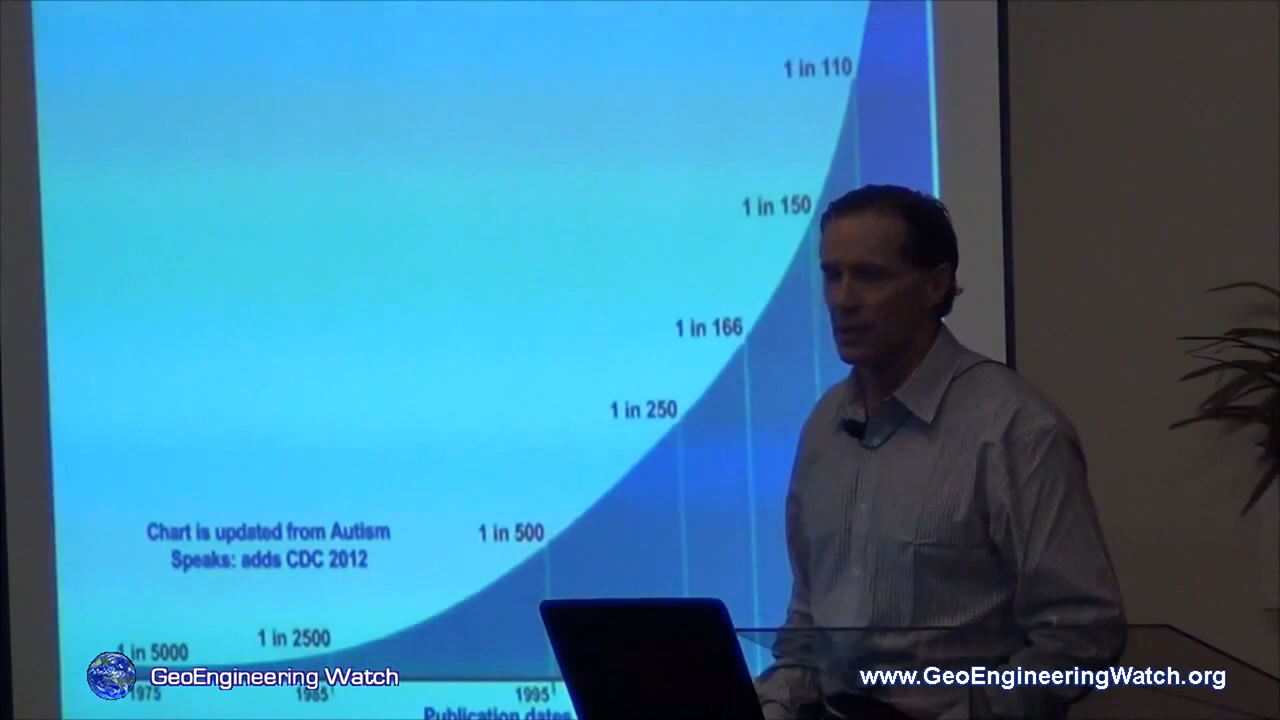 1 in 110
1 in 150
1 in 166
1 in 250
Chart is updated from Autism
Speaks: adds CDC 2012
1 in 500
1 in 2500
1 in 5000
1975
1985
1995
Publication dates
GeoEngineering Watch
www.GeoEngineeringWatch.org